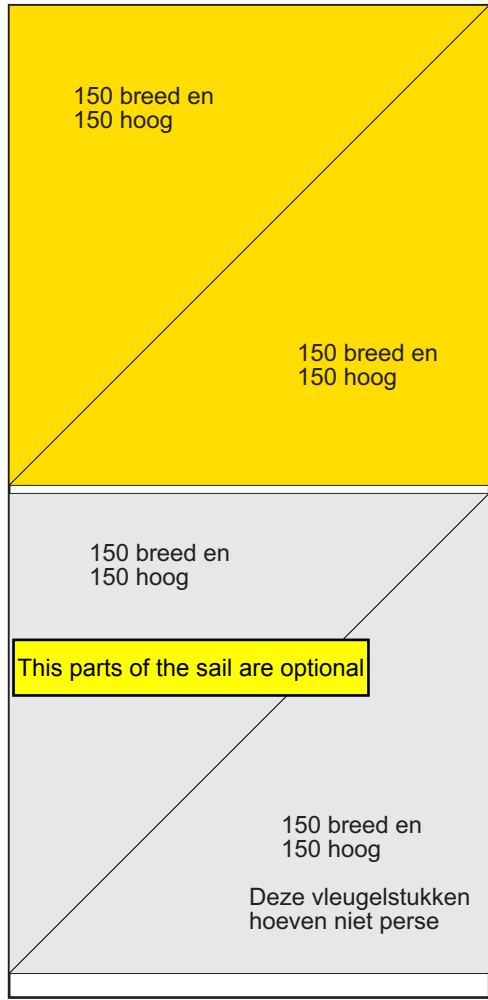 150 breed en
150 hoog
150 breed en
150 hoog
150 breed en
150 hoog
This parts of the sail are optional
150 breed en
150 hoog
Deze vleugelstukken
hoeven niet perse